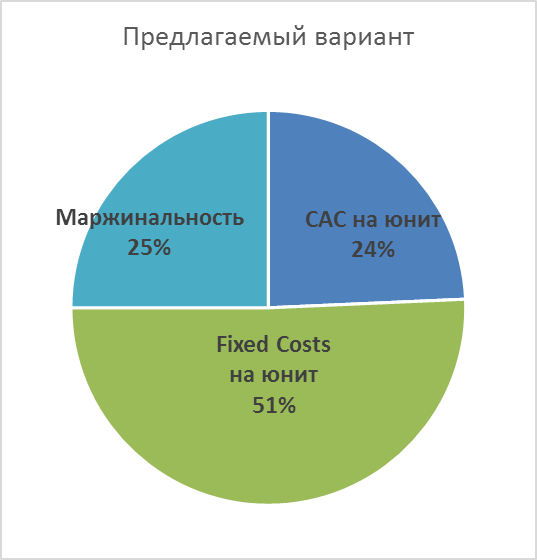 Предлагаемый вариант
Маржинальность
25%
CAC на юнит
24%
Fixed Costs
на юнит
51%